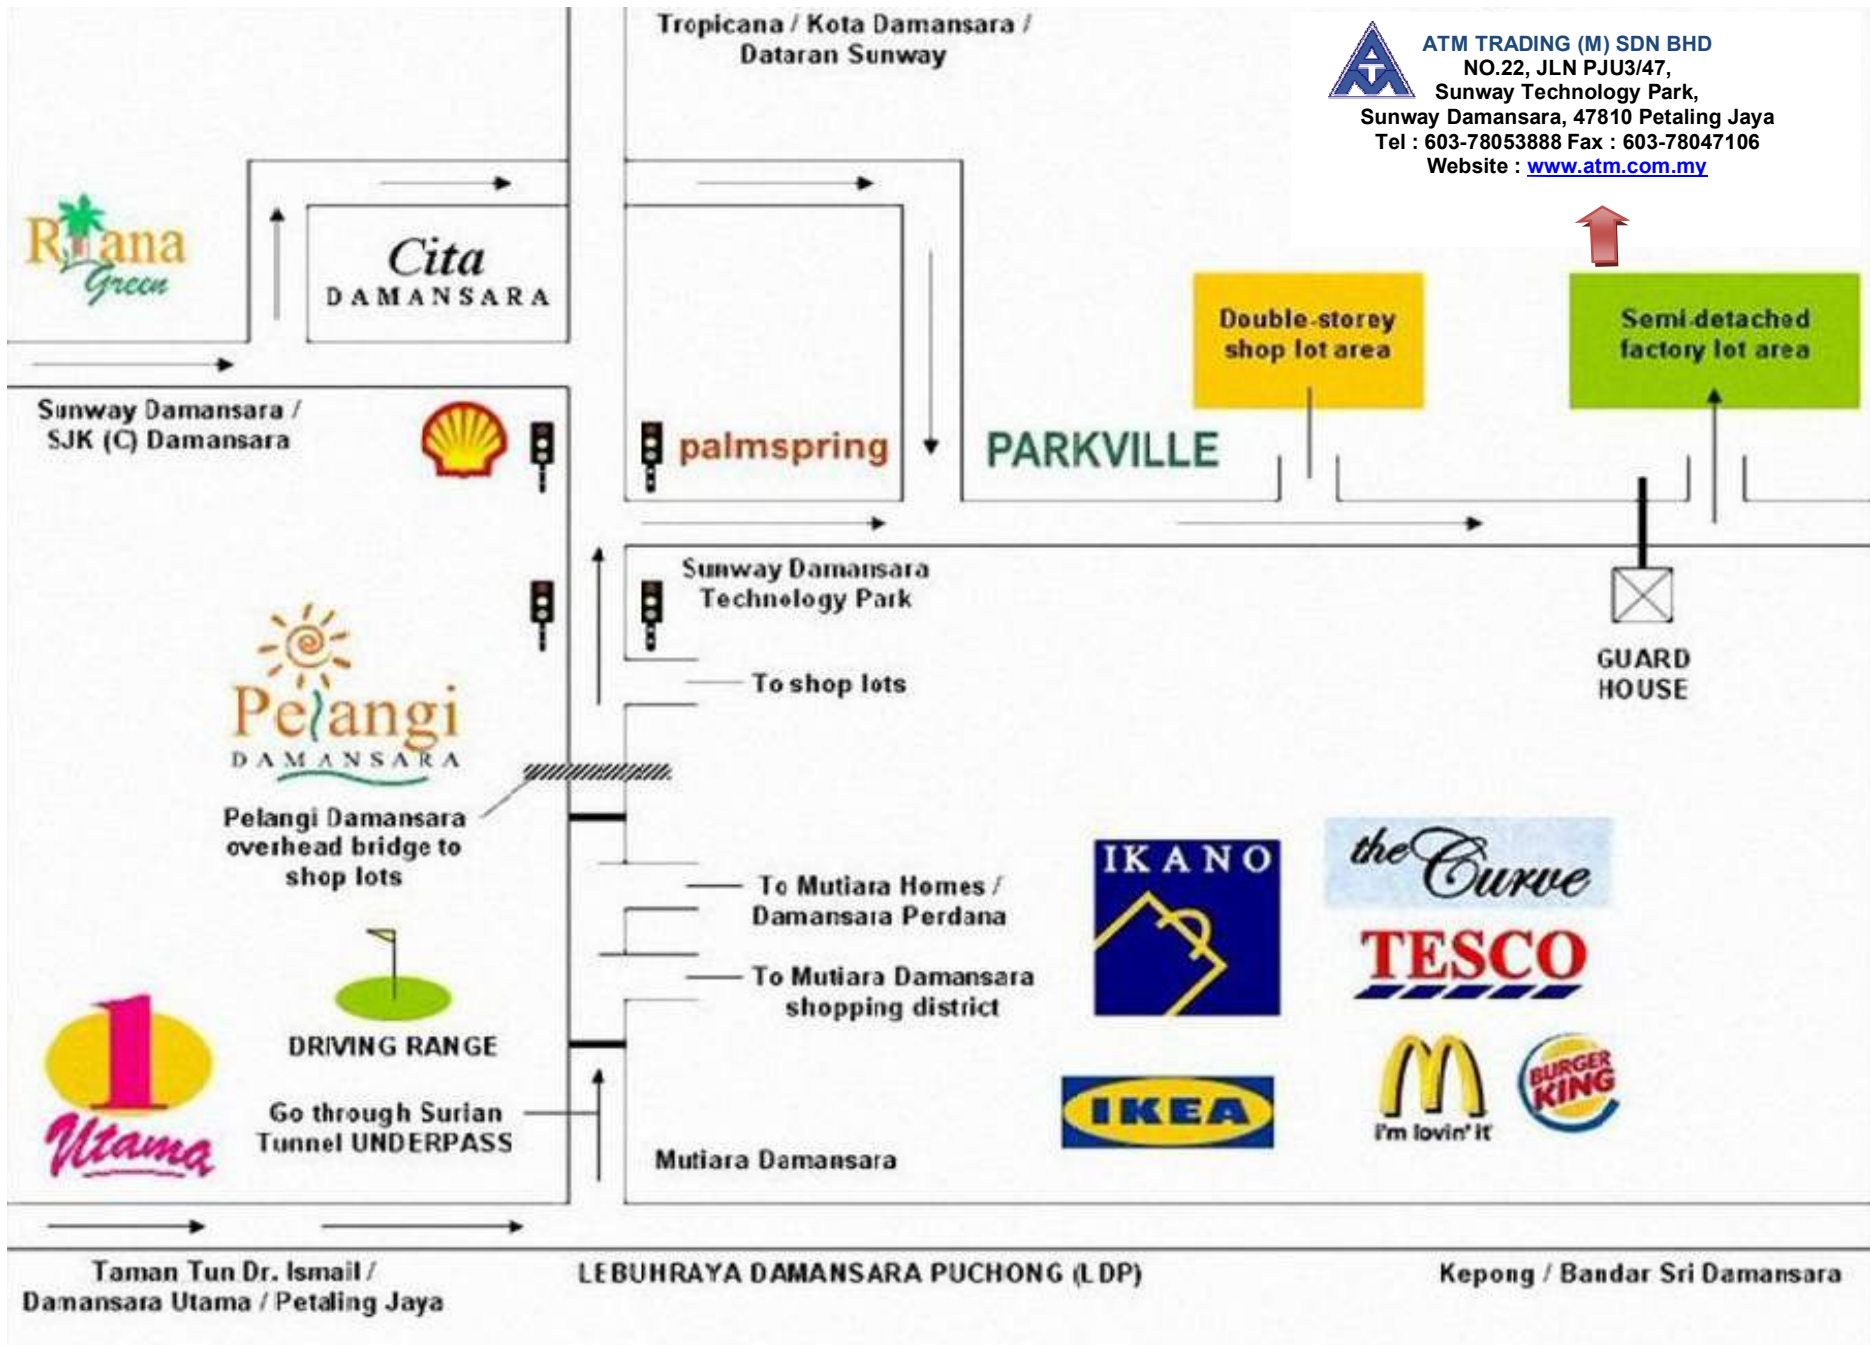 Tropicana / Kota Damansara /
Dataran Sunway
ATM
ATM TRADING (M) SDN BHD
NO.22, JLN PJU3/47,
Sunway Technology Park,
Sunway Damansara, 47810 Petaling Jaya
Tel : 603-78053888 Fax : 603-78047106
Website : www.atm.com.my
Riana
Green
Cita
DAMANSARA
Double-storey
shop lot area
Semi-detached
factory lot area
Sunway Damansara /
SJK (C) Damansara
palmspring
PARKVILLE
Sunway Damansara
Technology Park
To shop lots
GUARD
HOUSE
Pelangi
DAMANSARA
Pelangi Damansara
overhead bridge to
shop lots
To Mutiara Homes /
Damansara Perdana
To Mutiara Damansara
shopping district
IKANO
the Curve
TESCO
DRIVING RANGE
1
Utama
Go through Surian
Tunnel UNDERPASS
IKEA
i'm lovin' it
BURGER
KING
Mutiara Damansara
Taman Tun Dr. Ismail /
Damansara Utama / Petaling Jaya
LEBUHRAYA DAMANSARA PUCHONG (LDP)
Kepong / Bandar Sri Damansara